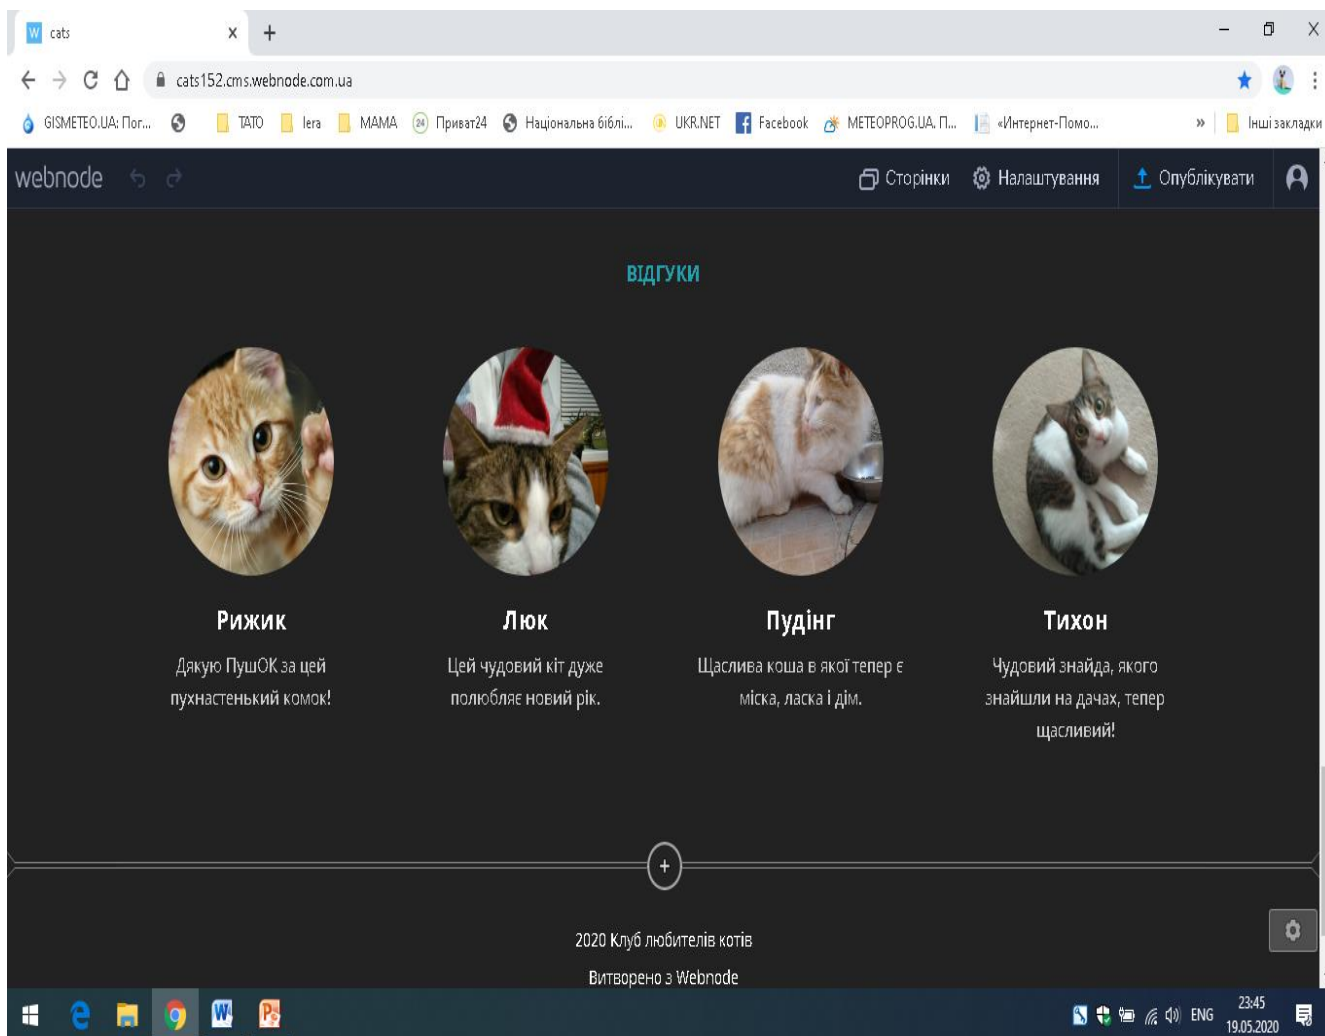 cats
cats152.cms.webnode.com.ua
GISMETEO.UA: Пог...
ТАТО
lera
МАМА
24
Приват24
Національна біблі...
UKR.NET
Facebook
METEOPROG.UA. П...
«Интернет-Помо...
»
Інші закладки
webnode
Сторінки
Налаштування
Опублікувати
ВІДГУКИ
Рижик
Люк
Пудінг
Тихон
Дякую ПушОК за цей
пухнастенький комок!
Цей чудовий кіт дуже
полюбляє новий рік.
Щаслива коша в якої тепер є
міска, ласка і дім.
Чудовий знайда, якого
знайшли на дачах, тепер
щасливий!
2020 Клуб любителів котів
Витворено з Webnode
ENG
23:45
19.05.2020